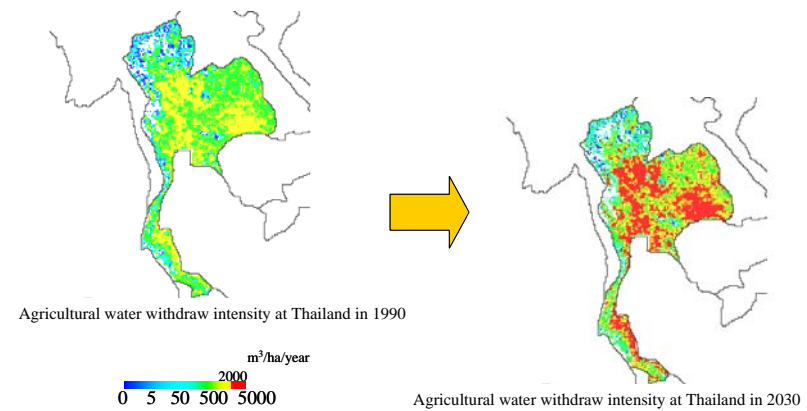 Agricultural water withdraw intensity at Thailand in 1990
m³/ha/year
2000
0 5 50 500 5000
Agricultural water withdraw intensity at Thailand in 2030